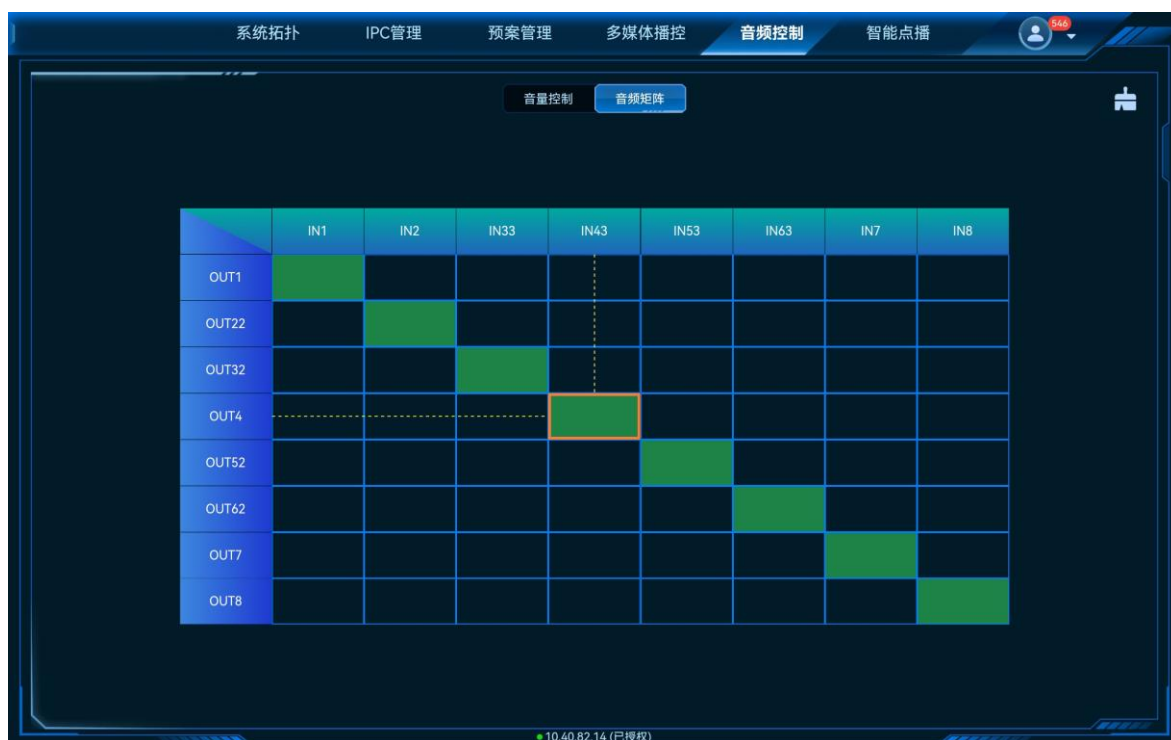 系统拓扑 IPC管理 预案管理 多媒体播控 音频控制 智能点播 546
音量控制 音频矩阵
IN1 IN2 IN33 IN43 IN53 IN63 IN7 IN8
OUT1
OUT22
OUT32
OUT4
OUT52
OUT62
OUT7
OUT8
10.40.82.14 (已授权)